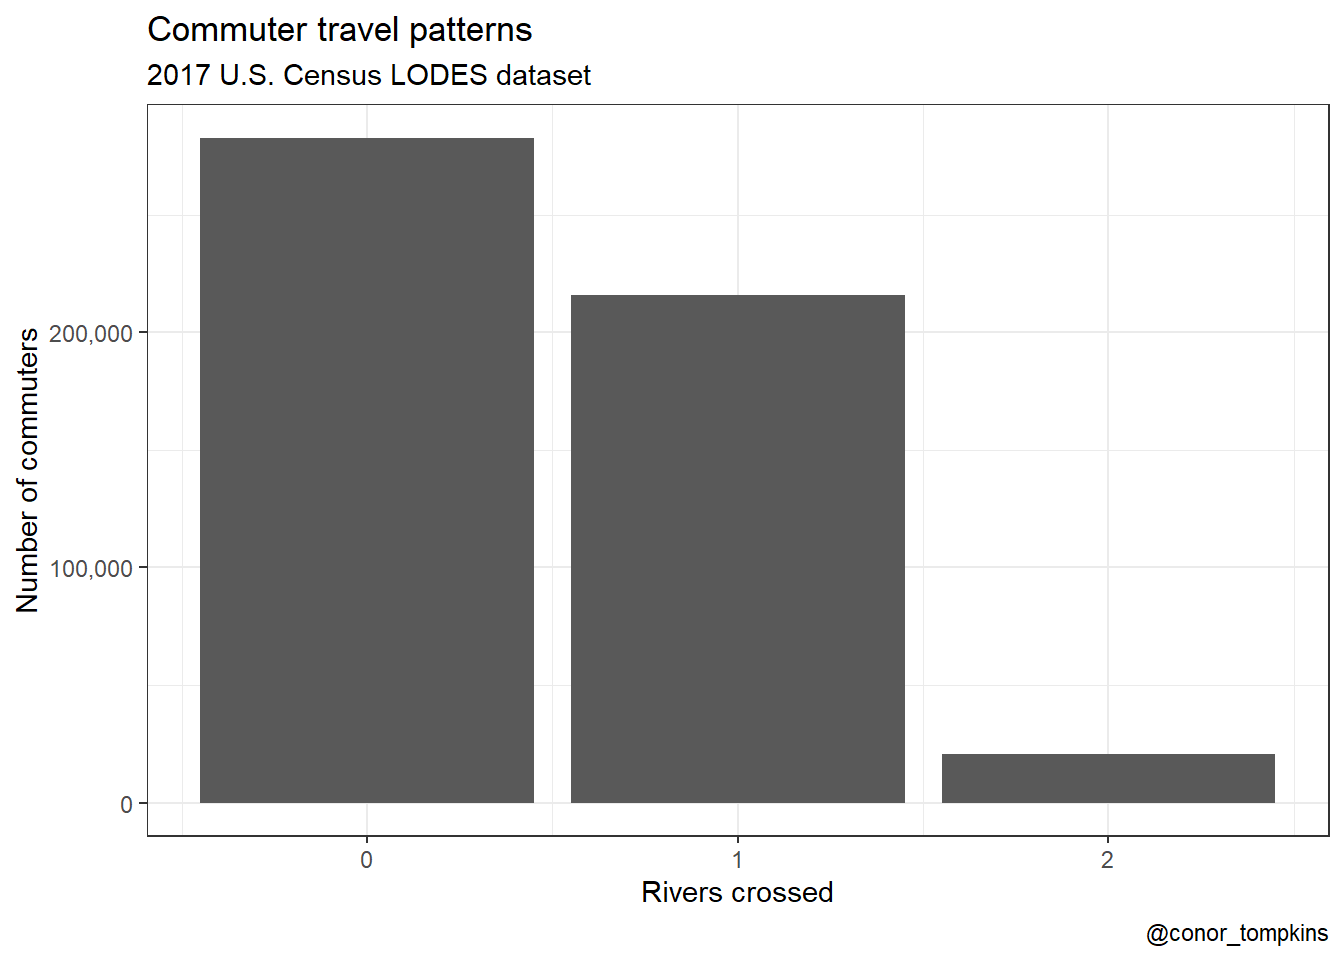 Commuter travel patterns
2017 U.S. Census LODES dataset
Number of commuters
200,000
100,000
0
0 1 2
Rivers crossed
@conor_tompkins